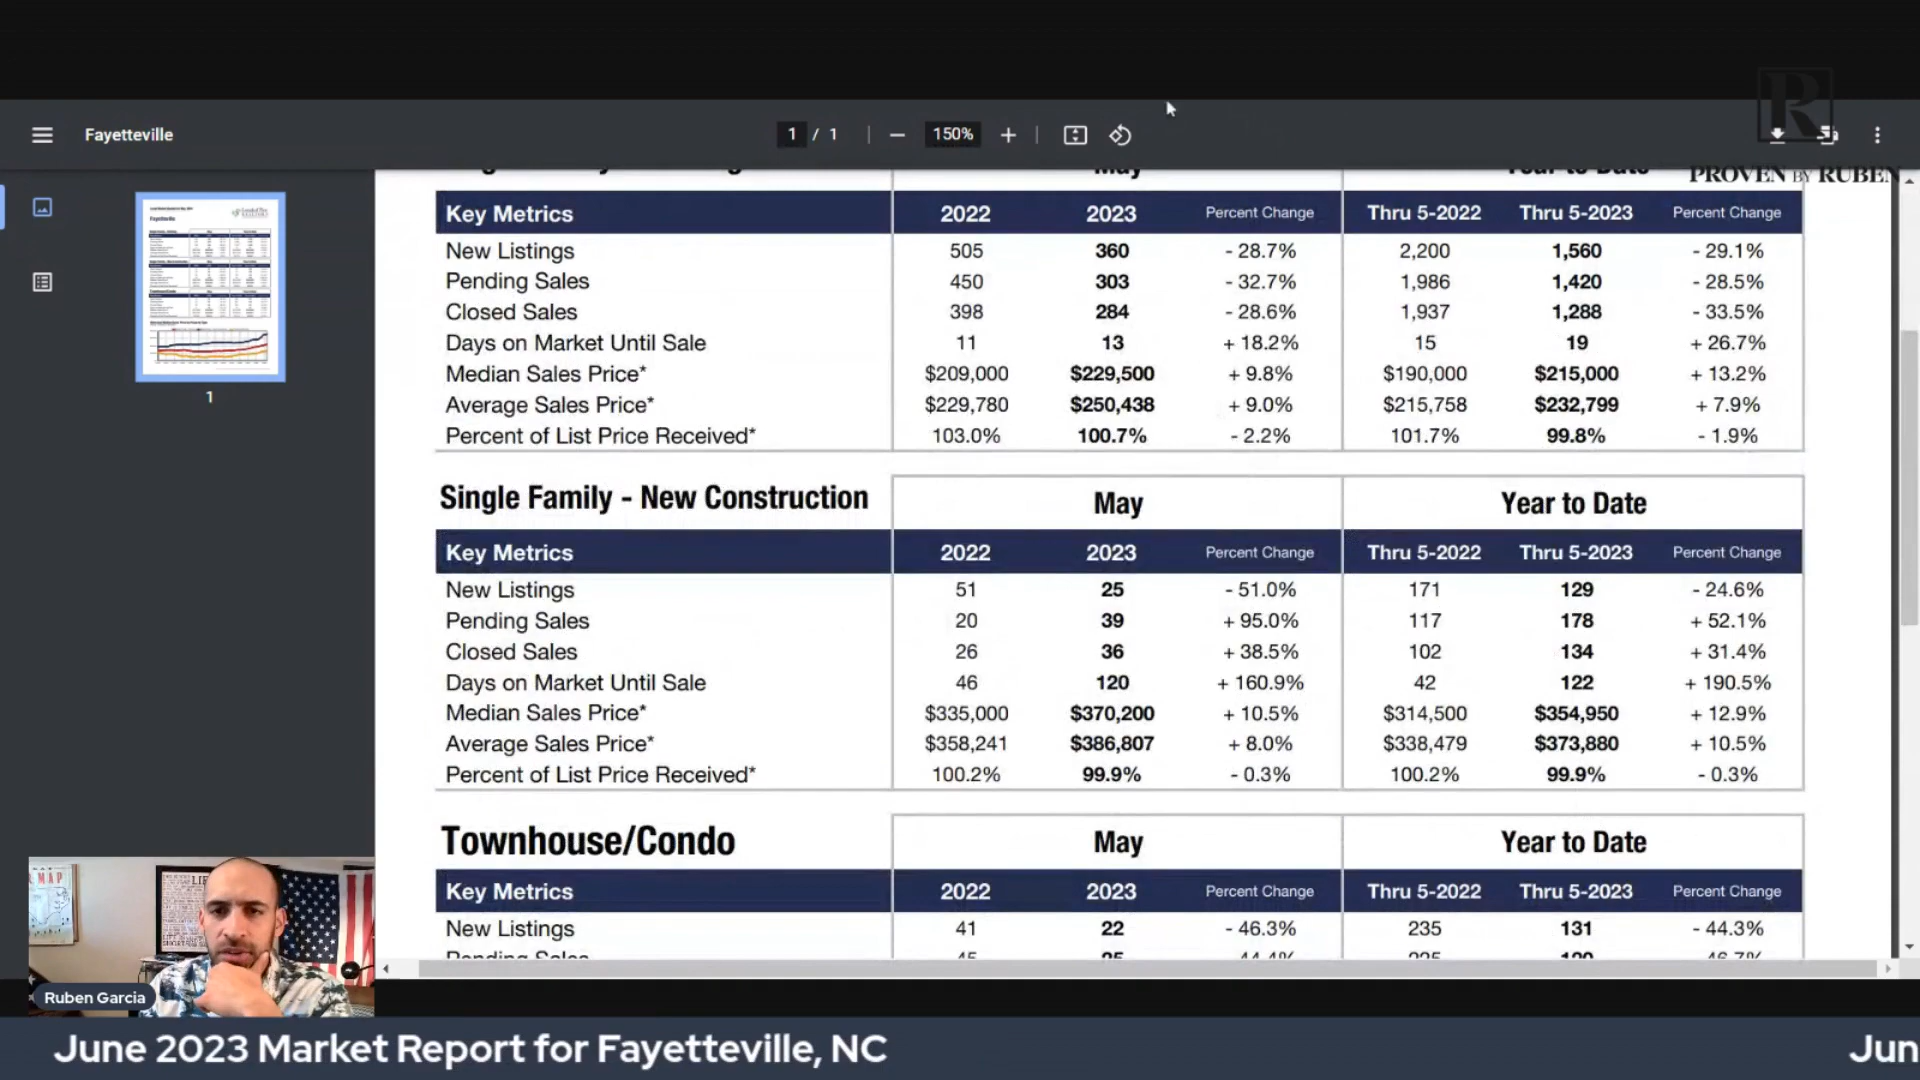 Fayetteville
1 / 1
150%
PROVEN BY RUBEN
May
Year to Date
Key Metrics 2022 2023 Percent Change Thru 5-2022 Thru 5-2023 Percent Change
New Listings 505 360 - 28.7% 2,200 1,560 - 29.1%
Pending Sales 450 303 - 32.7% 1,986 1,420 - 28.5%
Closed Sales 398 284 - 28.6% 1,937 1,288 - 33.5%
Days on Market Until Sale 11 13 + 18.2% 15 19 + 26.7%
Median Sales Price* $209,000 $229,500 + 9.8% $190,000 $215,000 + 13.2%
Average Sales Price* $229,780 $250,438 + 9.0% $215,758 $232,799 + 7.9%
Percent of List Price Received* 103.0% 100.7% - 2.2% 101.7% 99.8% - 1.9%
Single Family - New Construction May Year to Date
Key Metrics 2022 2023 Percent Change Thru 5-2022 Thru 5-2023 Percent Change
New Listings 51 25 - 51.0% 171 129 - 24.6%
Pending Sales 20 39 + 95.0% 117 178 + 52.1%
Closed Sales 26 36 + 38.5% 102 134 + 31.4%
Days on Market Until Sale 46 120 + 160.9% 42 122 + 190.5%
Median Sales Price* $335,000 $370,200 + 10.5% $314,500 $354,950 + 12.9%
Average Sales Price* $358,241 $386,807 + 8.0% $338,479 $373,880 + 10.5%
Percent of List Price Received* 100.2% 99.9% - 0.3% 100.2% 99.9% - 0.3%
Townhouse/Condo May Year to Date
Key Metrics 2022 2023 Percent Change Thru 5-2022 Thru 5-2023 Percent Change
New Listings 41 22 - 46.3% 235 131 - 44.3%
Pending Sales
1
MAP
Ruben Garcia
June 2023 Market Report for Fayetteville, NC
Jun